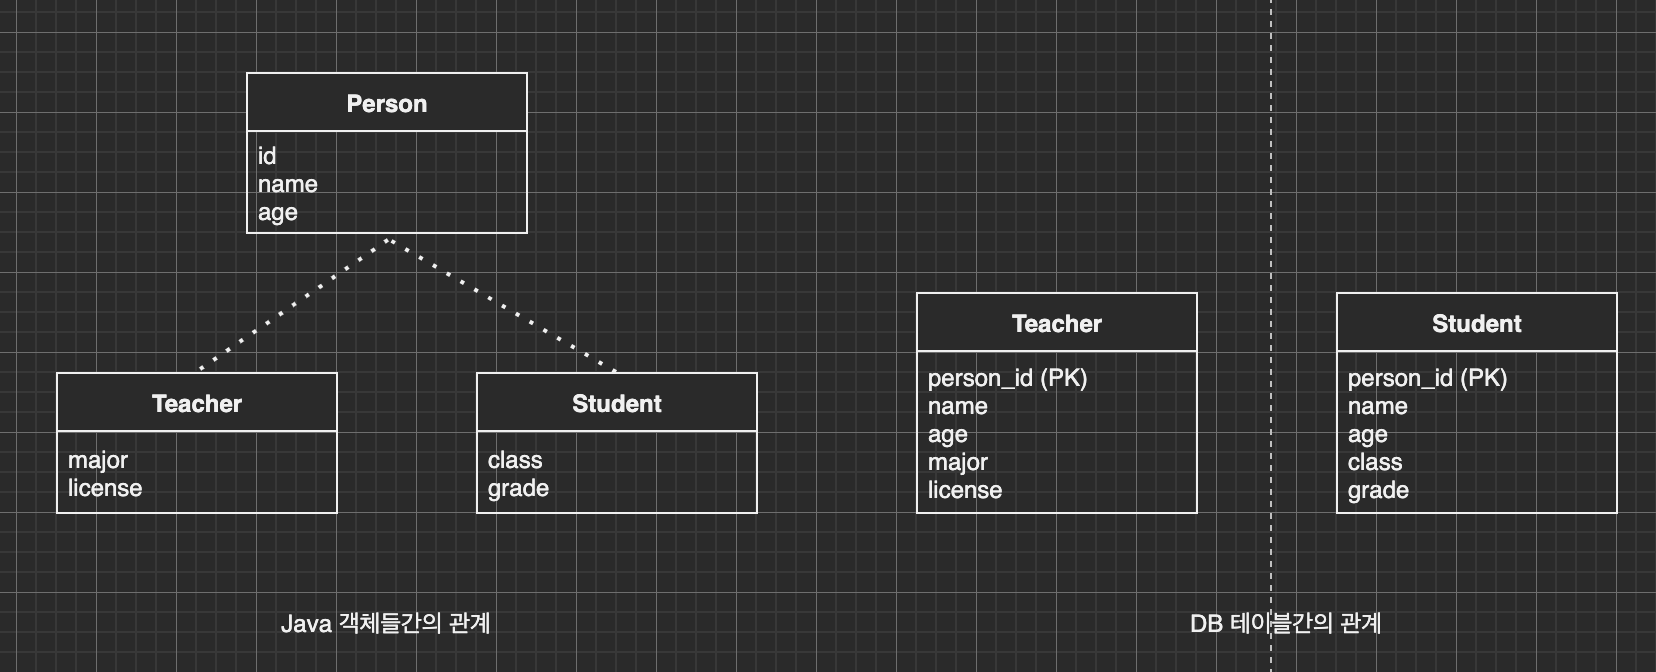 Person
id
name
age
Teacher
major
license
Student
class
grade
Java 객체들간의 관계
Teacher
person_id (PK)
name
age
major
license
Student
person_id (PK)
name
age
class
grade
DB 테이블간의 관계